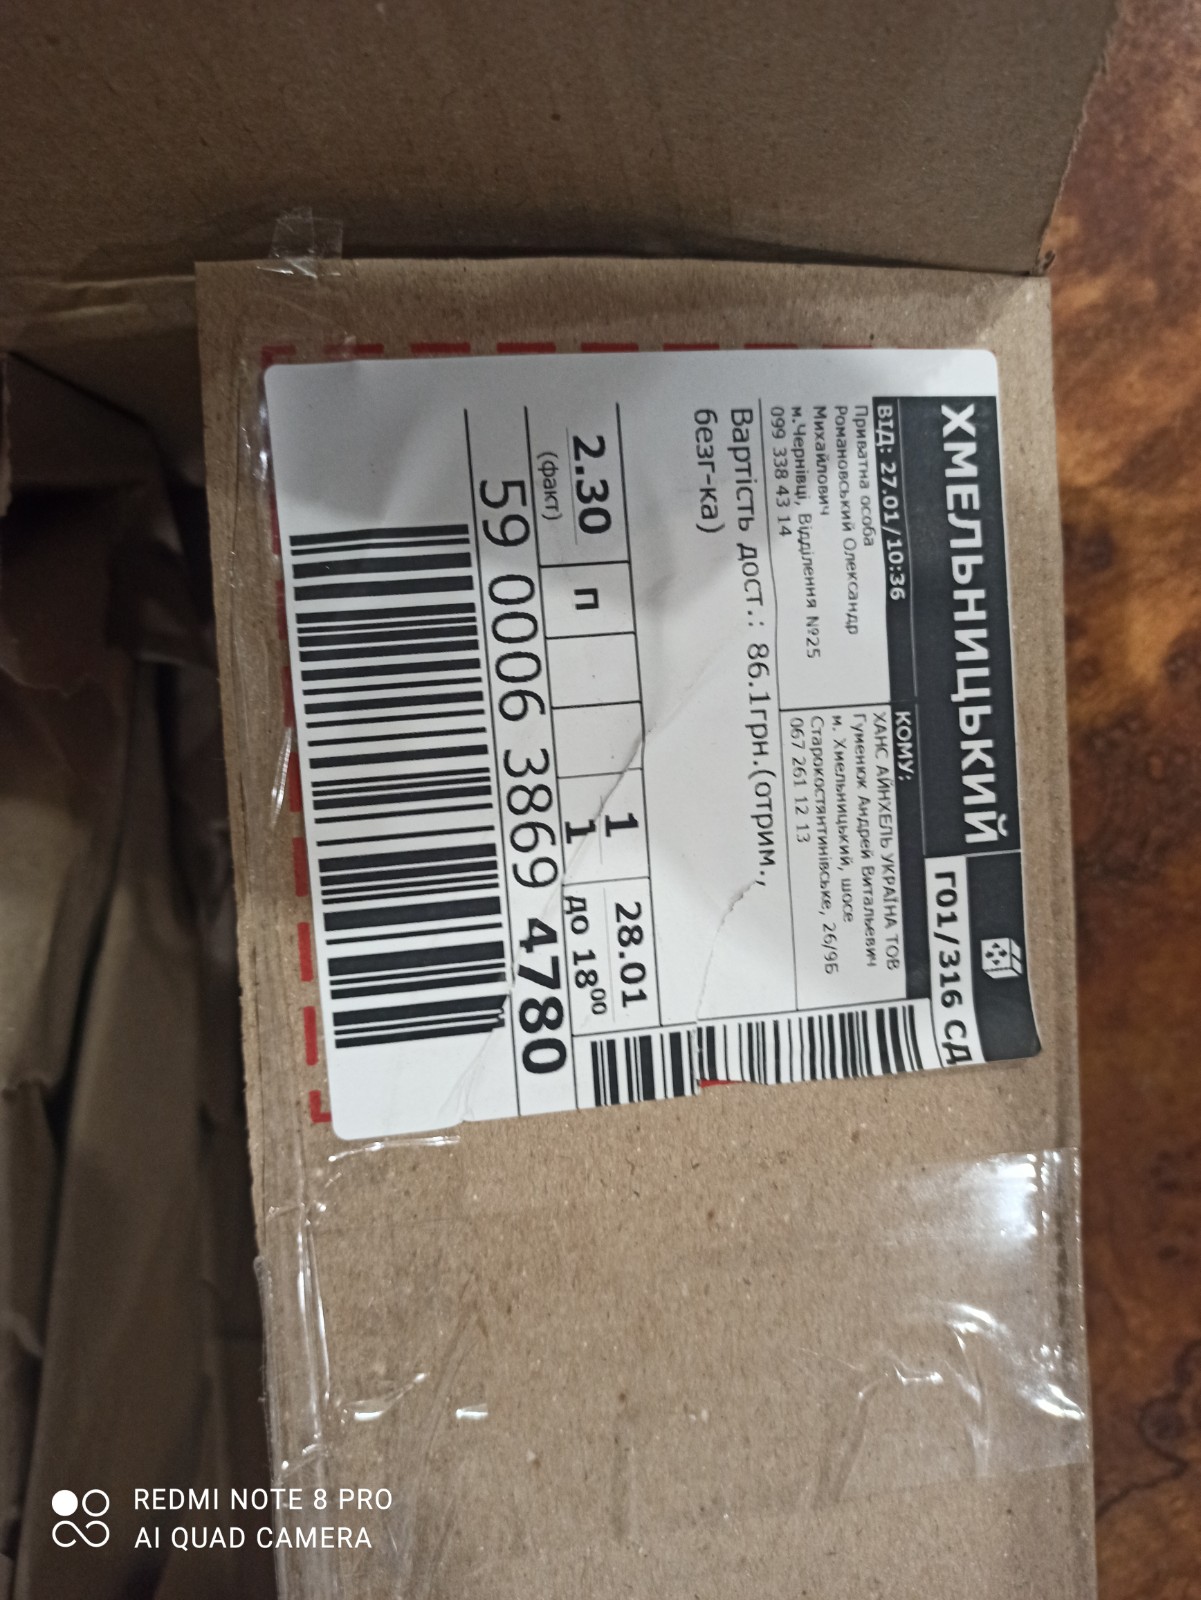 ХМЕЛЬНИЦЬКИЙ
Г01/316 СД
ВІД: 27.01/10:36
Приватна особа
Романовський Олександр
Михайлович
м.Чернівці, Відділення №25
099 338 43 14
КОМУ:
ХАНС АЙНХЕЛЬ УКРАЇНА ТОВ
Гуменюк Андрей Витальевич
м. Хмельницький, шосе
Старокостянтинівське, 26/9Б
067 261 12 13
Вартість дост.: 86.1грн.(отрим.,
безг-ка)
2.30
(факт)
П
1
1
28.01
до 18⁰⁰
59 0006 3869 4780
REDMI NOTE 8 PRO
AI QUAD CAMERA